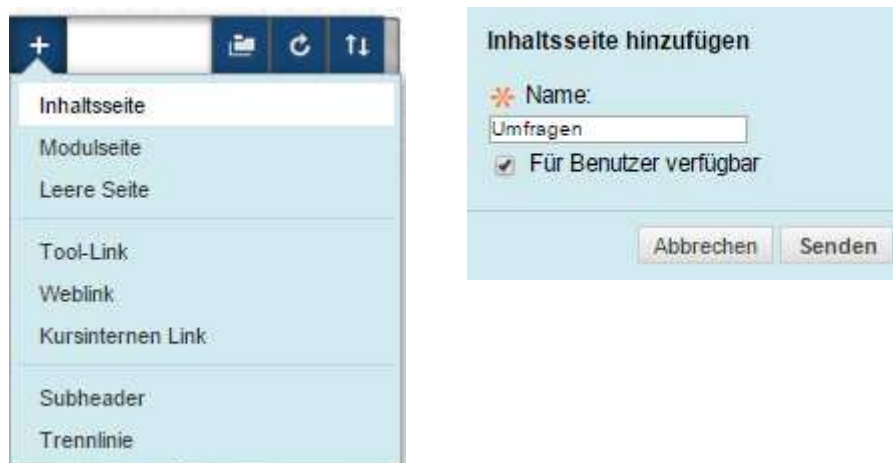 Inhaltsseite
Modulseite
Leere Seite
Tool-Link
Weblink
Kursinternen Link
Subheader
Trennlinie
Inhaltsseite hinzufügen
Name:
Umfragen
Für Benutzer verfügbar
Abbrechen Senden